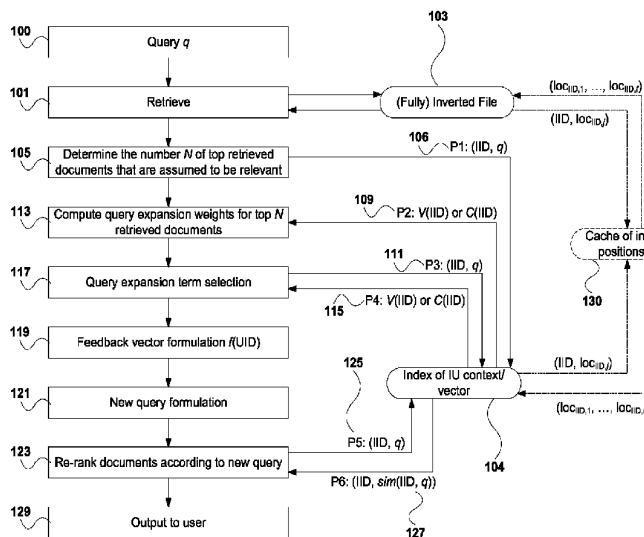 100
Query q
103
101
Retrieve
(Fully) Inverted File
(loc_IID,1, ..., loc_IID,l)
(IID, loc_IID,j)
105
Determine the number N of top retrieved
documents that are assumed to be relevant
106
P1: (IID, q)
109
P2: V(IID) or C(IID)
113
Compute query expansion weights for top N
retrieved documents
111
P3: (IID, q)
Cache of
positions
130
117
Query expansion term selection
P4: V(IID) or C(IID)
115
119
Feedback vector formulation f(UID)
125
Index of IU context/
vector
(IID, loc_IID,j)
121
New query formulation
(loc_IID,1, ...,
104
P5: (IID, q)
123
Re-rank documents according to new query
P6: (IID, sim(IID, q))
127
129
Output to user